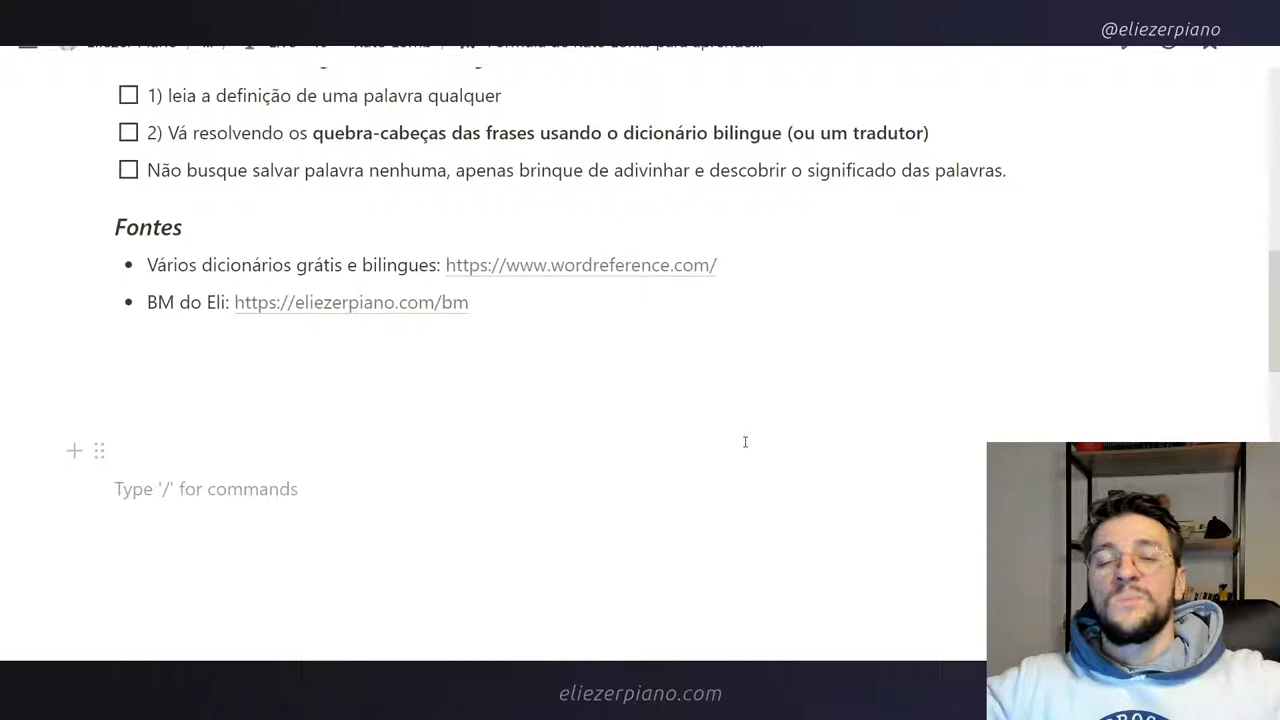 @eliezerpiano
1) leia a definição de uma palavra qualquer
2) Vá resolvendo os quebra-cabeças das frases usando o dicionário bilingue (ou um tradutor)
Não busque salvar palavra nenhuma, apenas brinque de adivinhar e descobrir o significado das palavras.
Fontes
Vários dicionários grátis e bilingues: https://www.wordreference.com/
BM do Eli: https://eliezerpiano.com/bm
Type '/' for commands
eliezerpiano.com